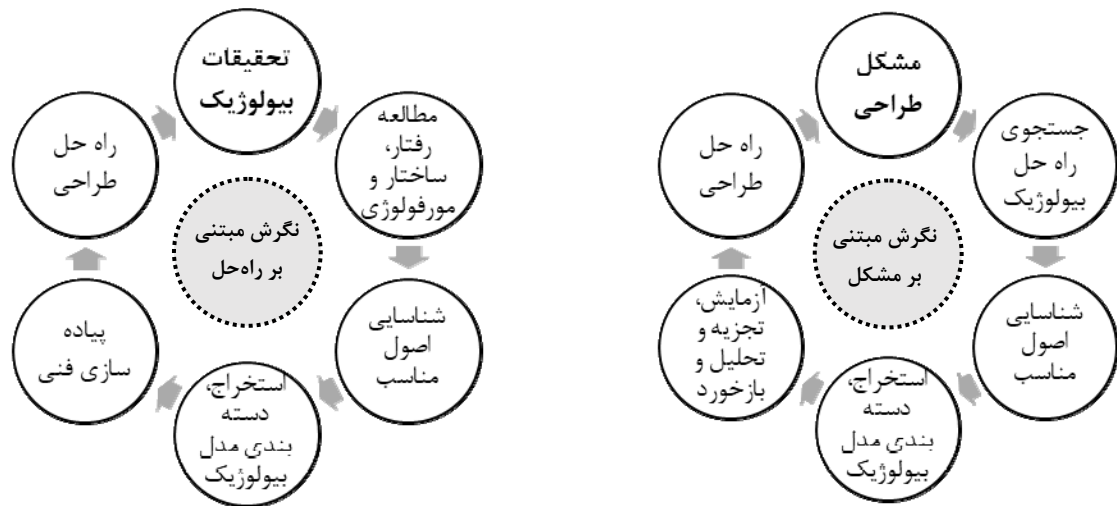 مشکل
طراحی
جستجوی
راه حل
بیولوژیک
شناسایی
اصول
مناسب
استخراج،
دسته
بندی مدل
بیولوژیک
آزمایش،
تجزیه و
تحلیل و
بازخورد
راه حل
طراحی
نگرش مبتنی
بر مشکل
تحقیقات
بیولوژیک
مطالعه
رفتار،
ساختار و
مورفولوژی
شناسایی
اصول
مناسب
استخراج،
دسته
بندی مدل
بیولوژیک
پیاده
سازی فنی
راه حل
طراحی
نگرش مبتنی
بر راه‌حل